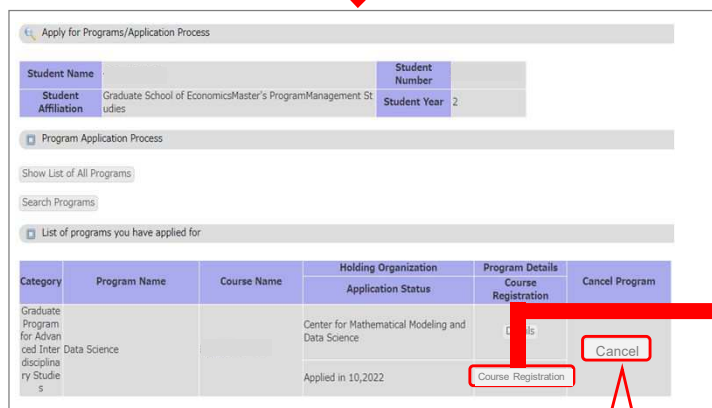 Apply for Programs/Application Process
Student Name
Student
Number
Student
Affiliation
Graduate School of EconomicsMaster's ProgramManagement St
udies
Student Year 2
Program Application Process
Show List of All Programs
Search Programs
List of programs you have applied for
Category
Program Name
Course Name
Holding Organization
Application Status
Program Details
Course
Registration
Cancel Program
Graduate
Program
for Advan
ced Inter
disciplina
ry Studie
s
Data Science
Center for Mathematical Modeling and
Data Science
Applied in 10,2022
Course Registration
Cancel